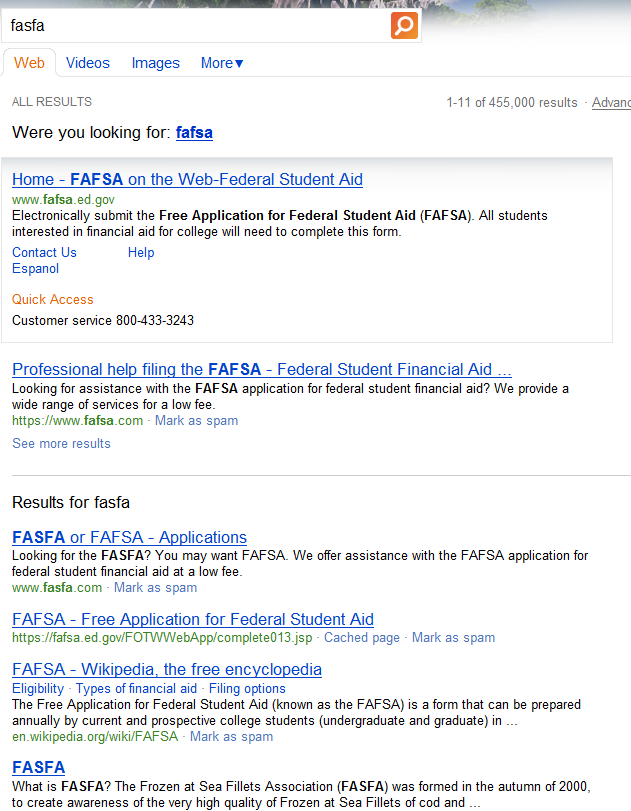 fasfa
Web Videos Images More▼
ALL RESULTS 1-11 of 455,000 results · Advanc
Were you looking for: fafsa
Home - FAFSA on the Web-Federal Student Aid
www.fafsa.ed.gov
Electronically submit the Free Application for Federal Student Aid (FAFSA). All students
interested in financial aid for college will need to complete this form.
Contact Us Help
Espanol
Quick Access
Customer service 800-433-3243
Professional help filing the FAFSA - Federal Student Financial Aid ...
Looking for assistance with the FAFSA application for federal student financial aid? We provide a
wide range of services for a low fee.
https://www.fafsa.com · Mark as spam
See more results
Results for fasfa
FASFA or FAFSA - Applications
Looking for the FASFA? You may want FAFSA. We offer assistance with the FAFSA application for
federal student financial aid at a low fee.
www.fasfa.com · Mark as spam
FAFSA - Free Application for Federal Student Aid
https://fafsa.ed.gov/FOTWWebApp/complete013.jsp · Cached page · Mark as spam
FAFSA - Wikipedia, the free encyclopedia
Eligibility · Types of financial aid · Filing options
The Free Application for Federal Student Aid (known as the FAFSA) is a form that can be prepared
annually by current and prospective college students (undergraduate and graduate) in ...
en.wikipedia.org/wiki/FAFSA · Mark as spam
FASFA
What is FASFA? The Frozen at Sea Fillets Association (FASFA) was formed in the autumn of 2000,
to create awareness of the very high quality of Frozen at Sea Fillets of cod and ...